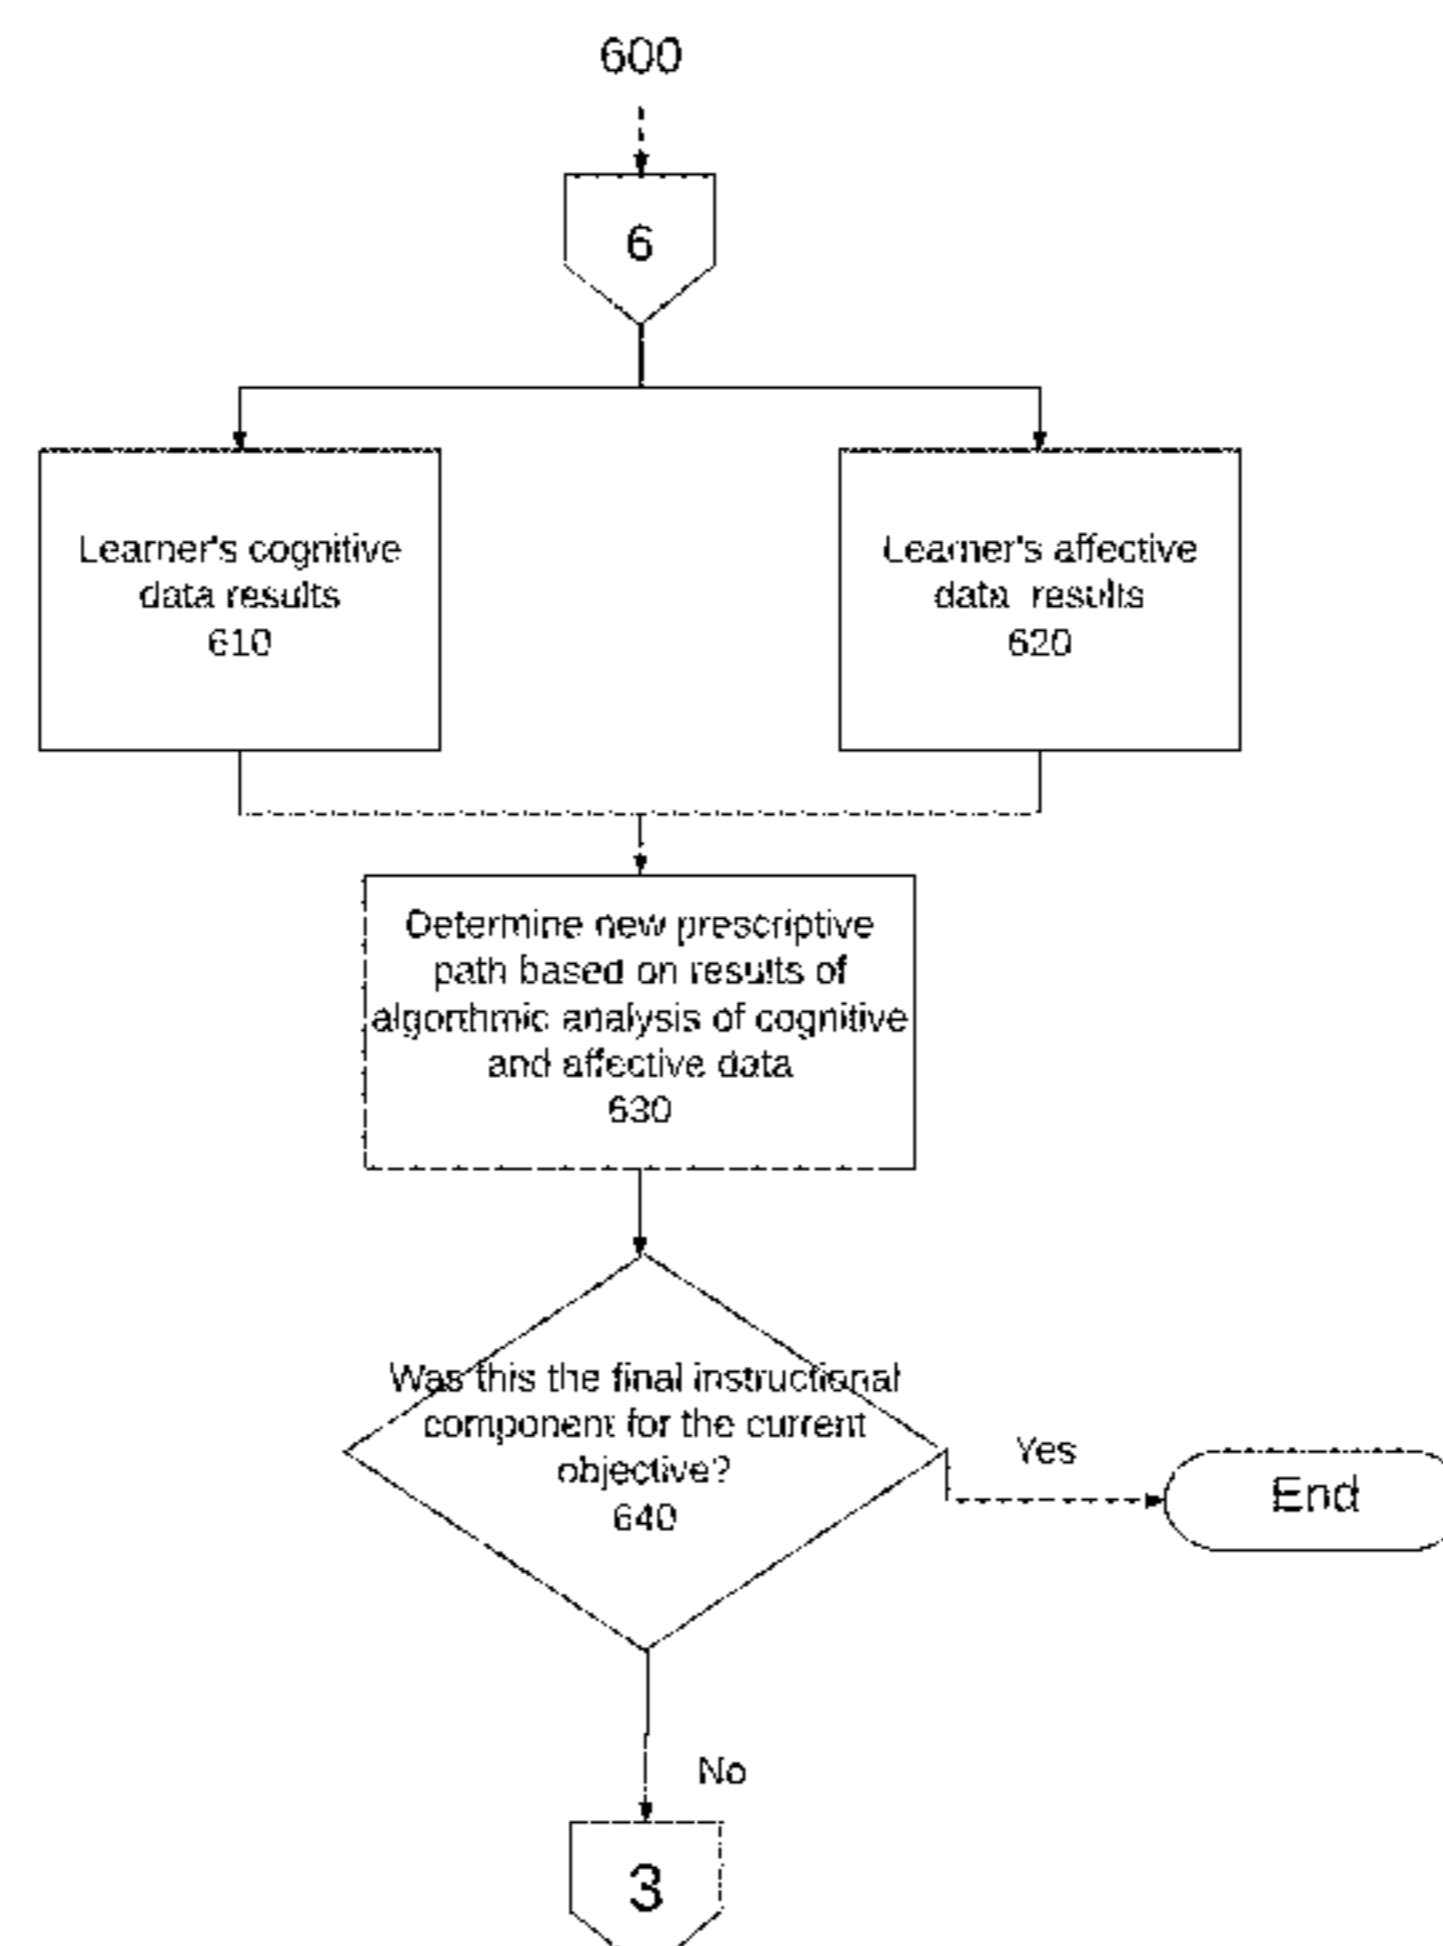 600
6
Learner's cognitive
data results
610
Learner's affective
data results
620
Determine new prescriptive
path based on results of
algorithmic analysis of cognitive
and affective data
630
Was this the final instructional
component for the current
objective?
640
Yes
End
No
3